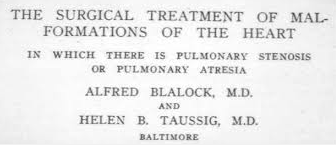 THE SURGICAL TREATMENT OF MAL-
FORMATIONS OF THE HEART
IN WHICH THERE IS PULMONARY STENOSIS
OR PULMONARY ATRESIA
ALFRED BLALOCK, M.D.
AND
HELEN B. TAUSSIG, M.D.
BALTIMORE